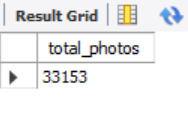 Result Grid
total_photos
33153